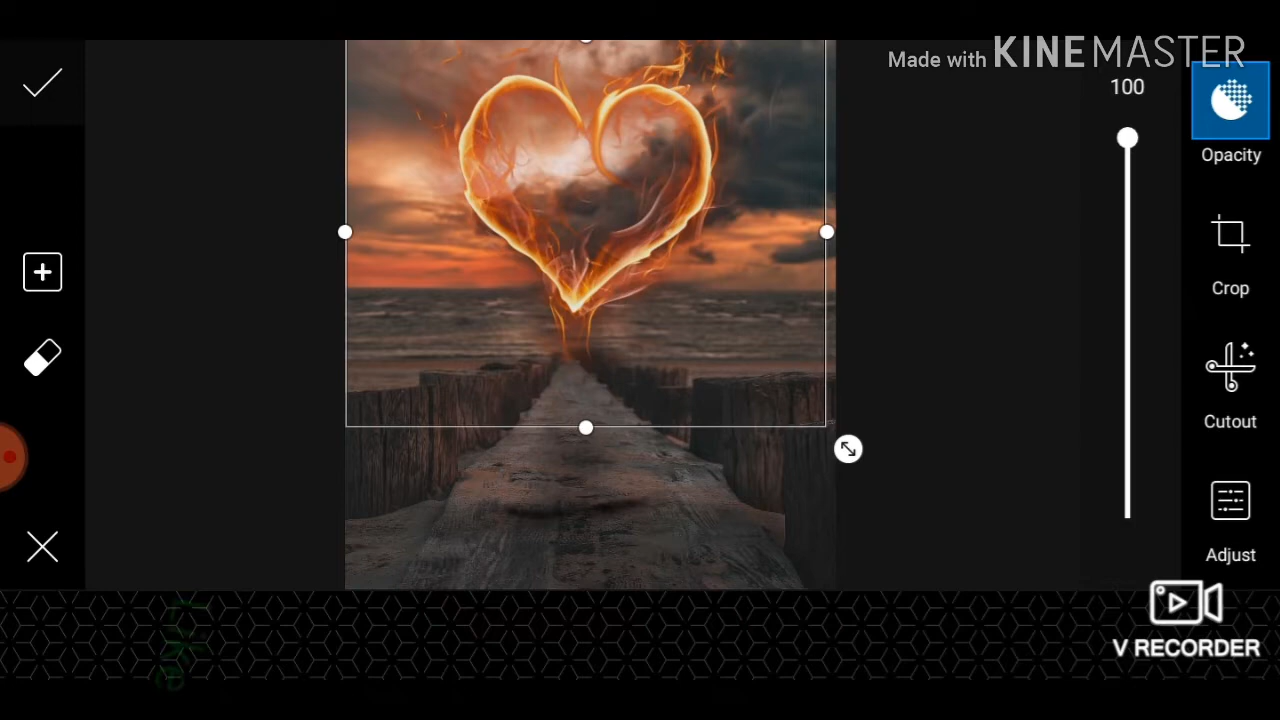 Made with KINEMASTER
100
Opacity
Crop
Cutout
Adjust
V RECORDER